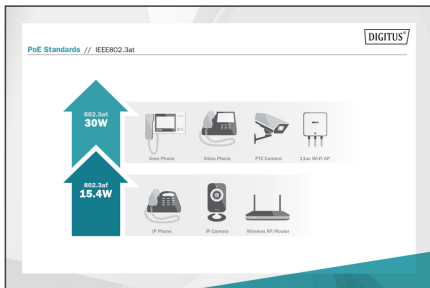 DIGITUS®
PoE Standards // IEEE802.3at
802.3at
30W
Door Phone Video Phone PTZ Camera 11ac Wi-Fi AP
802.3af
15.4W
IP Phone IP Camera Wireless AP/Router